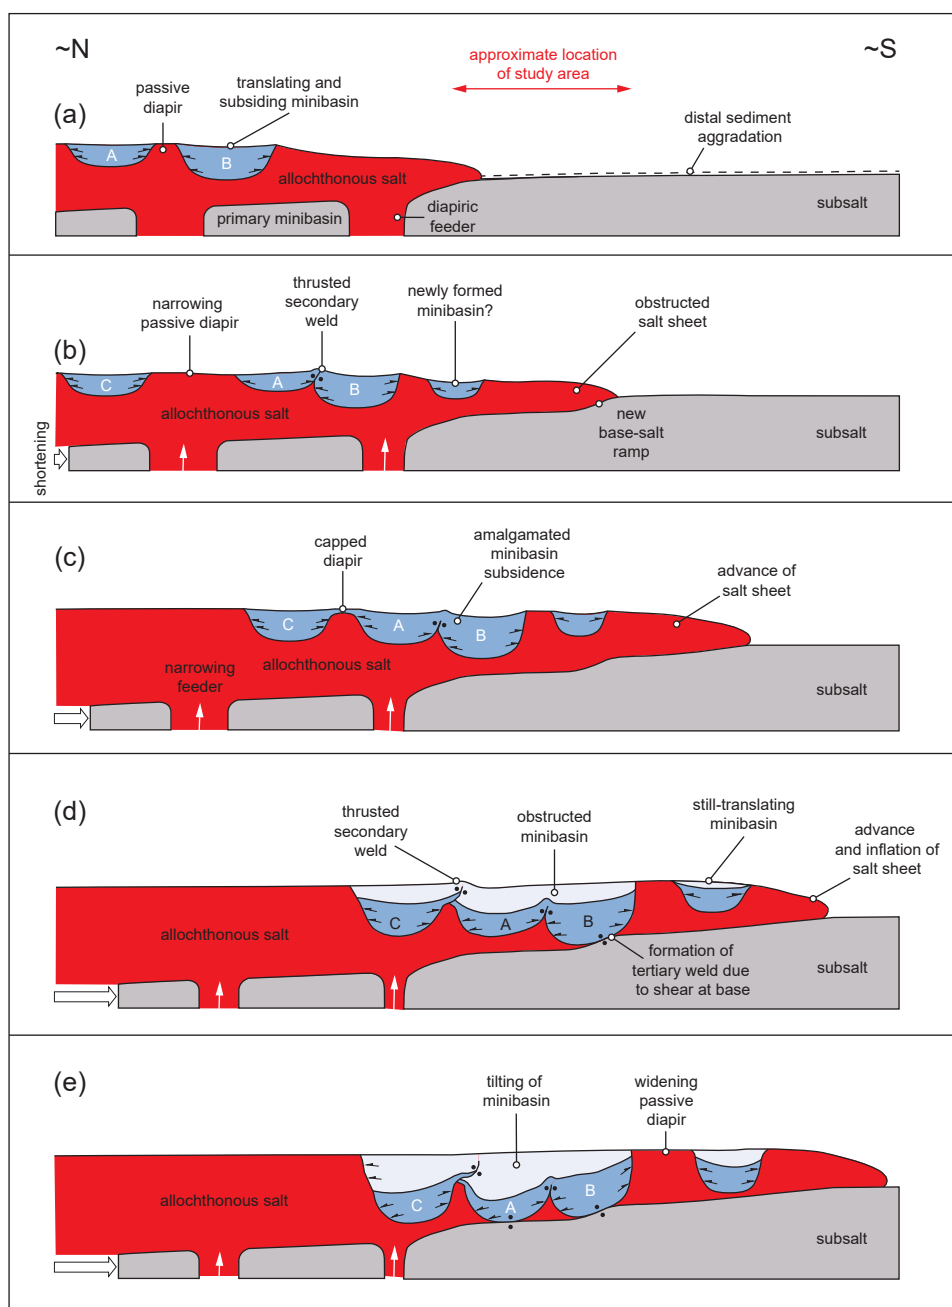 ~N
~S
approximate location
of study area
(a)
passive
diapir
translating and
subsiding minibasin
distal sediment
aggradation
A
B
allochthonous salt
primary minibasin
diapiric
feeder
subsalt
(b)
narrowing
passive diapir
thrusted
secondary
weld
newly formed
minibasin?
obstructed
salt sheet
C
A
B
allochthonous salt
new
base-salt
ramp
subsalt
shortening
(c)
capped
diapir
amalgamated
minibasin
subsidence
advance of
salt sheet
C
A
B
allochthonous salt
narrowing
feeder
subsalt
(d)
thrusted
secondary
weld
obstructed
minibasin
still-translating
minibasin
advance
and inflation of
salt sheet
C
A
B
allochthonous salt
formation of
tertiary weld due
to shear at base
subsalt
(e)
tilting of
minibasin
widening
passive
diapir
C
A
B
allochthonous salt
subsalt